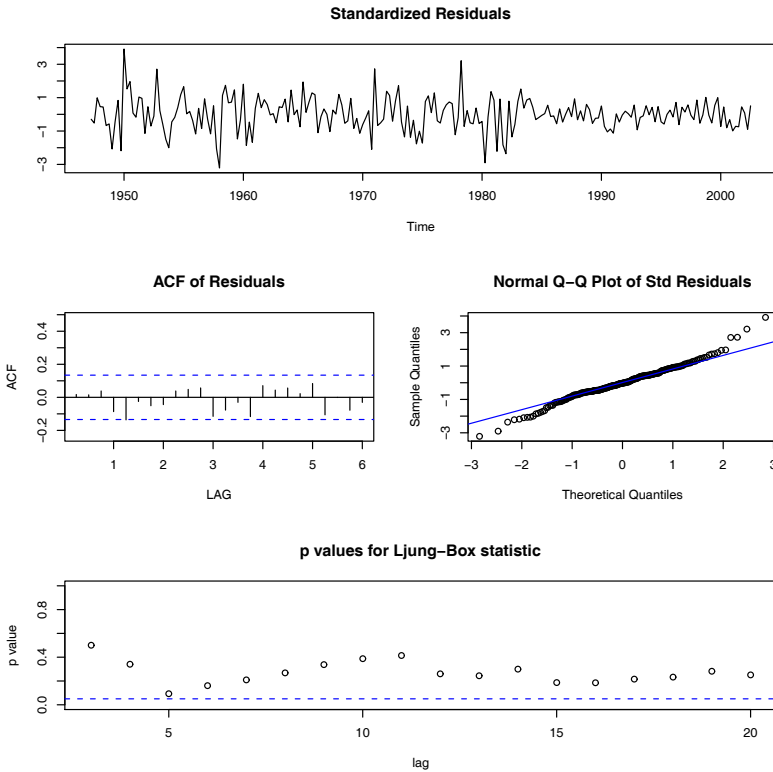 Standardized Residuals
3
1
−1
−3
1950 1960 1970 1980 1990 2000
Time
ACF of Residuals
ACF
0.4
0.2
0.0
−0.2
1 2 3 4 5 6
LAG
Normal Q−Q Plot of Std Residuals
Sample Quantiles
3
1
−1
−3
−3 −2 −1 0 1 2 3
Theoretical Quantiles
p values for Ljung−Box statistic
p value
0.8
0.4
0.0
5 10 15 20
lag